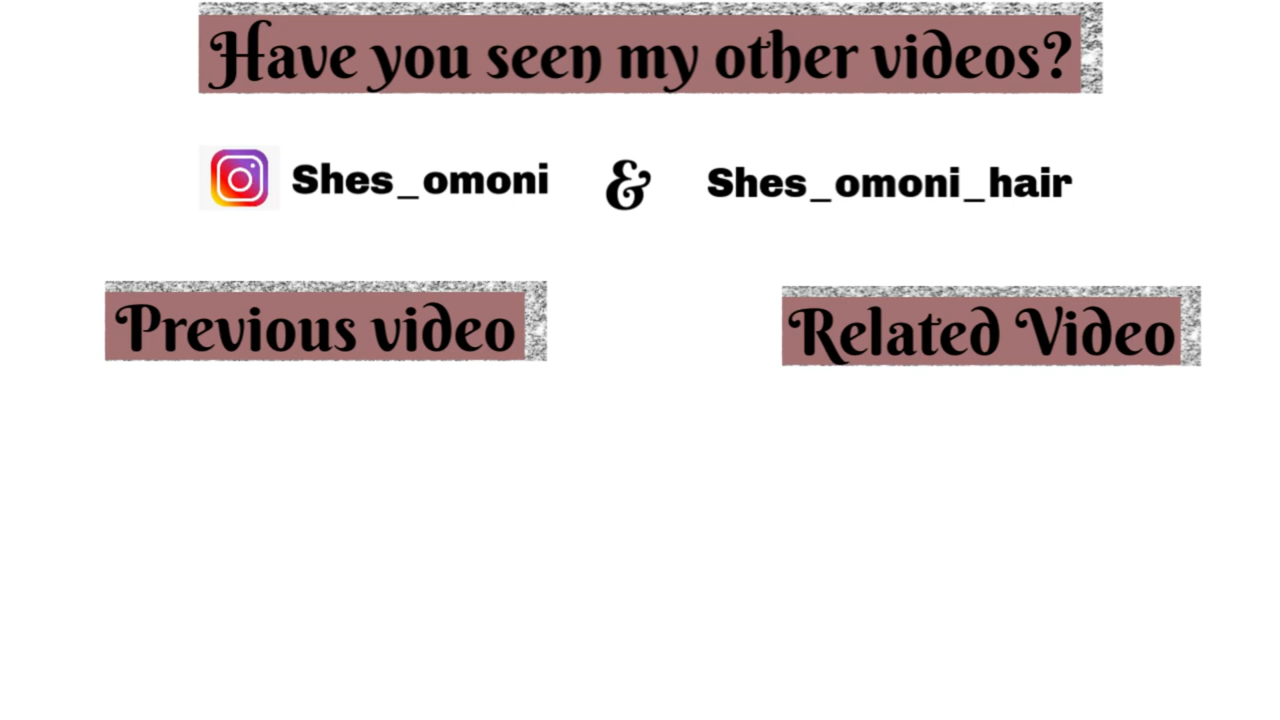 Have you seen my other videos?
Shes_omoni & Shes_omoni_hair
Previous video
Related Video